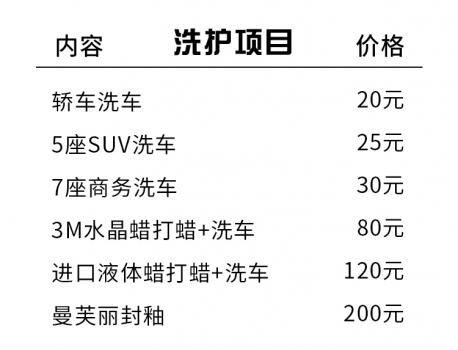 内容 洗护项目 价格
轿车洗车 20元
5座SUV洗车 25元
7座商务洗车 30元
3M水晶蜡打蜡+洗车 80元
进口液体蜡打蜡+洗车 120元
曼芙丽封釉 200元